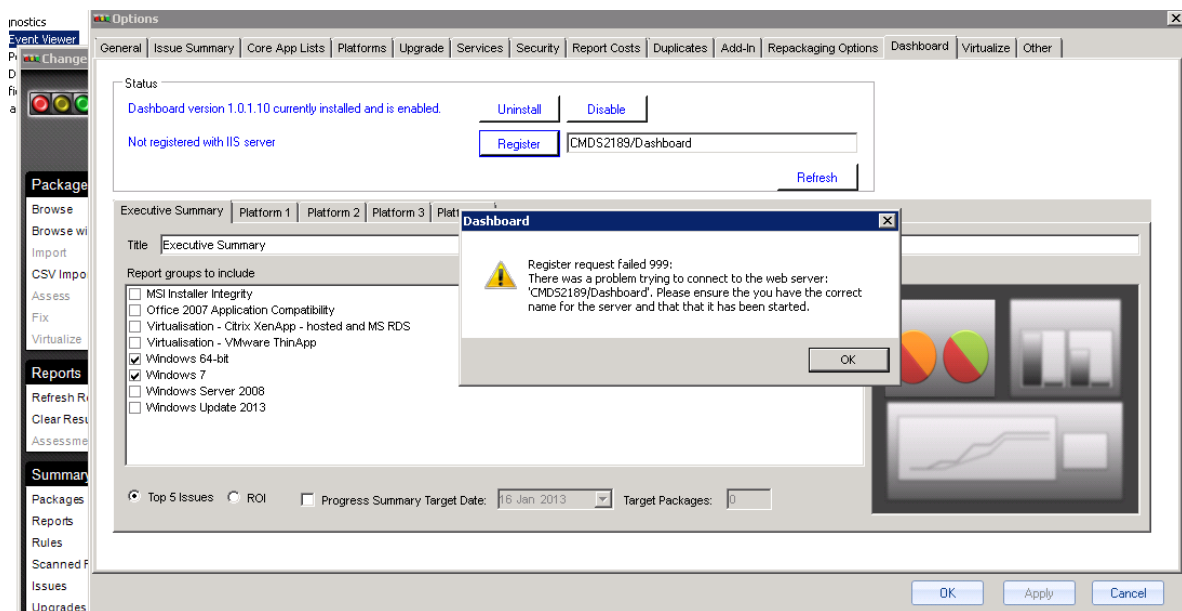 gnostics
Event Viewer
Change
Options
General Issue Summary Core App Lists Platforms Upgrade Services Security Report Costs Duplicates Add-In Repackaging Options Dashboard Virtualize Other
Status
Dashboard version 1.0.1.10 currently installed and is enabled.
Uninstall
Disable
Not registered with IIS server
Register
CMDS2189/Dashboard
Refresh
Package
Browse
Browse wi
Import
CSV Impo
Assess
Fix
Virtualize
Reports
Refresh R
Clear Resu
Assessme
Summary
Packages
Reports
Rules
Scanned F
Issues
Upgrades
Executive Summary Platform 1 Platform 2 Platform 3 Platf
Title Executive Summary
Report groups to include
MSI Installer Integrity
Office 2007 Application Compatibility
Virtualisation - Citrix XenApp - hosted and MS RDS
Virtualisation - VMware ThinApp
Windows 64-bit
Windows 7
Windows Server 2008
Windows Update 2013
Top 5 Issues ROI Progress Summary Target Date: 16 Jan 2013 Target Packages: 0
Dashboard
Register request failed 999:
There was a problem trying to connect to the web server:
'CMDS2189/Dashboard'. Please ensure the you have the correct
name for the server and that that it has been started.
OK
OK Apply Cancel